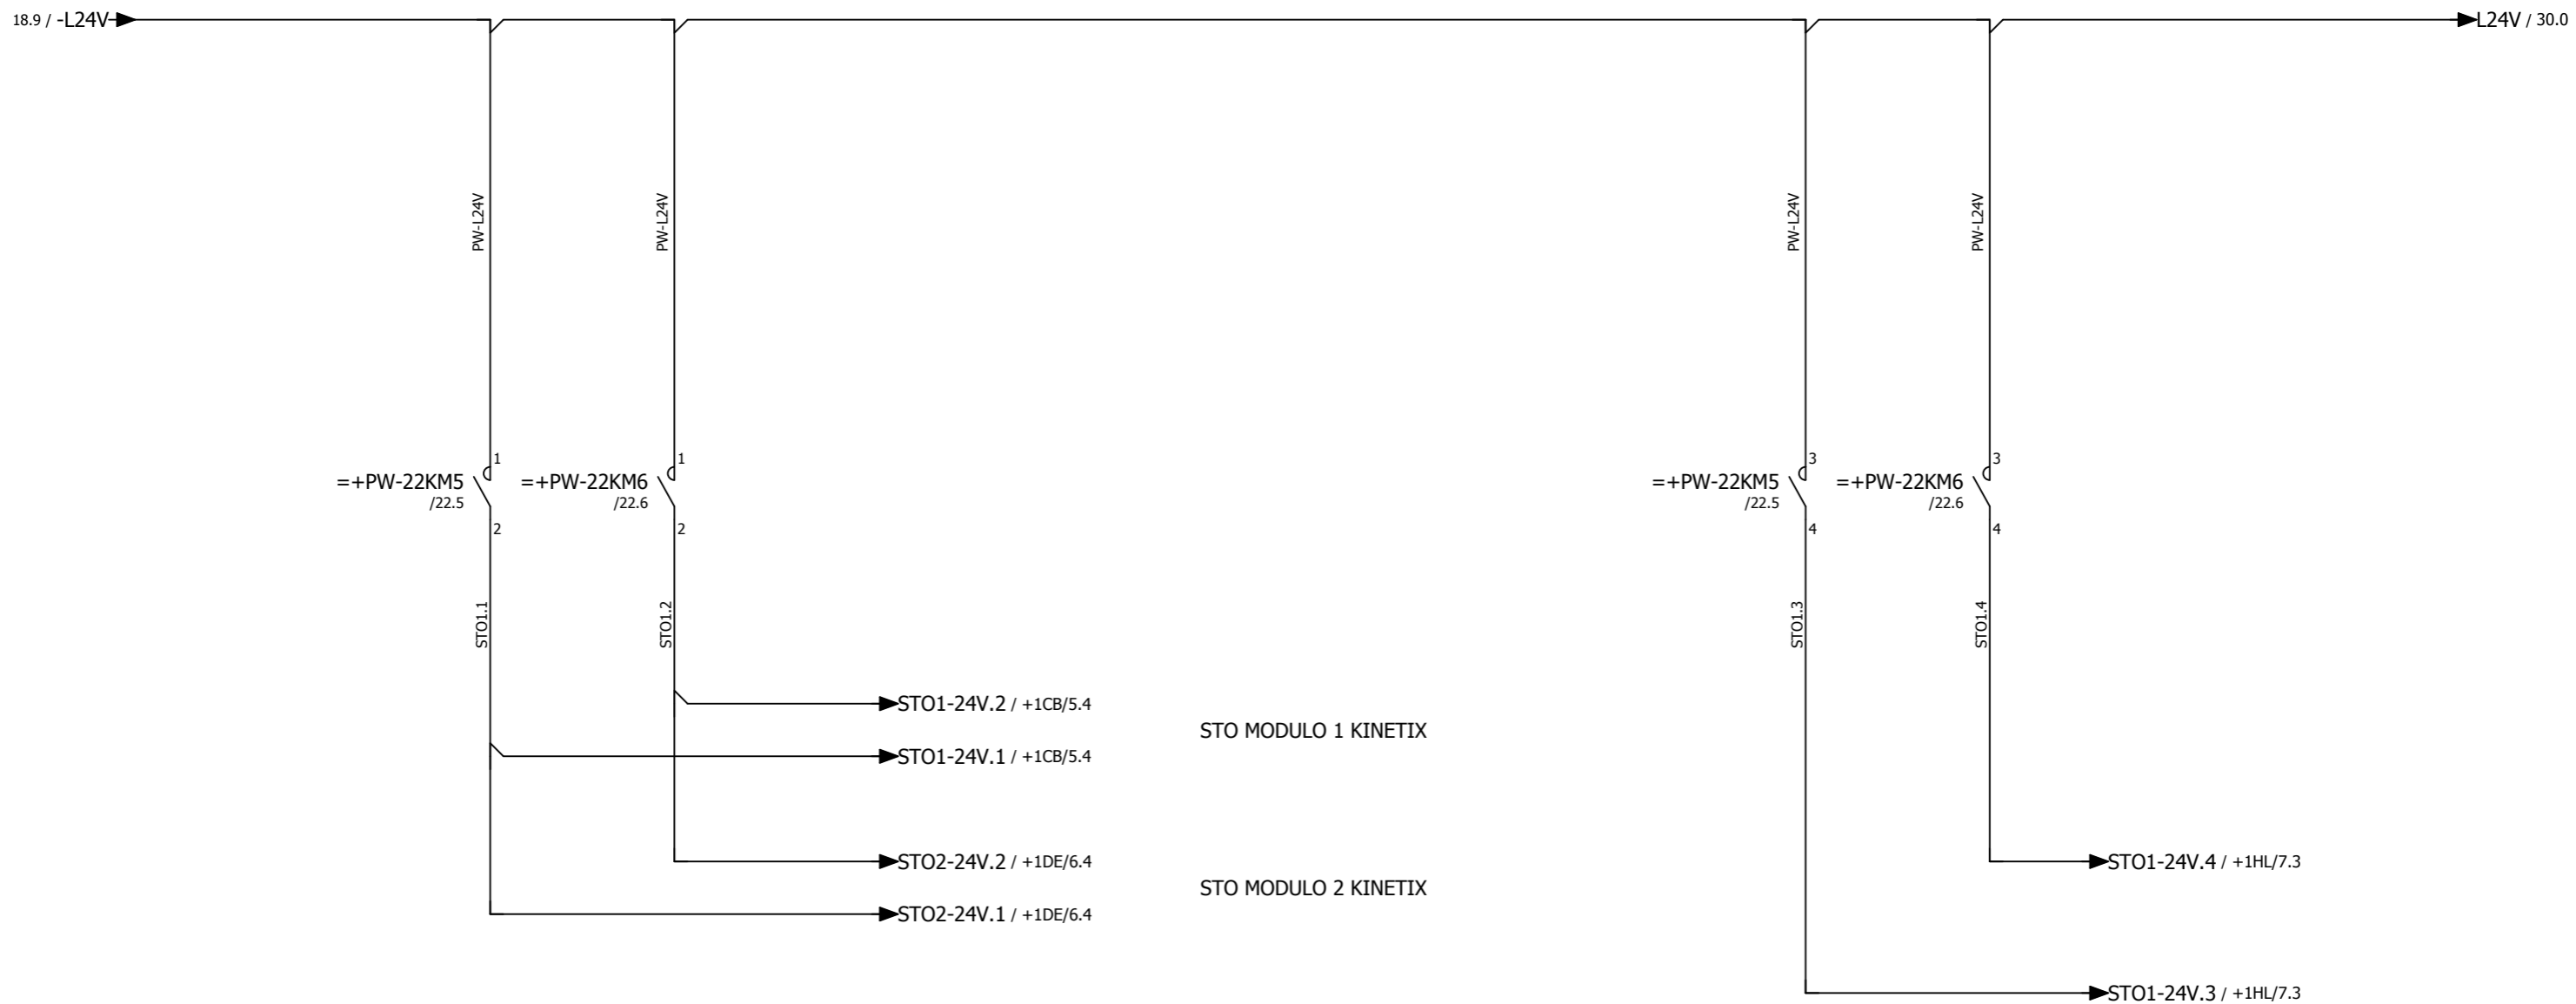 18.9 / -L24V
L24V / 30.0
PW-L24V
PW-L24V
PW-L24V
PW-L24V
1
=+PW-22KM5
/22.5
2
1
=+PW-22KM6
/22.6
2
3
=+PW-22KM5
/22.5
4
3
=+PW-22KM6
/22.6
4
STO1.1
STO1.2
STO1.3
STO1.4
STO1-24V.2 / +1CB/5.4
STO MODULO 1 KINETIX
STO1-24V.1 / +1CB/5.4
STO2-24V.2 / +1DE/6.4
STO1-24V.4 / +1HL/7.3
STO MODULO 2 KINETIX
STO2-24V.1 / +1DE/6.4
STO1-24V.3 / +1HL/7.3